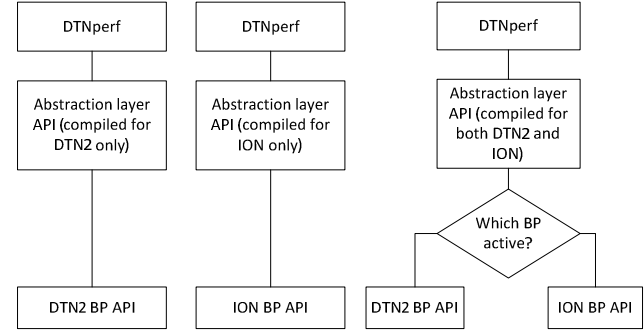 DTNperf
Abstraction layer
API (compiled for
DTN2 only)
DTN2 BP API
DTNperf
Abstraction layer
API (compiled for
ION only)
ION BP API
DTNperf
Abstraction layer
API (compiled for
both DTN2 and
ION)
Which BP
active?
DTN2 BP API
ION BP API